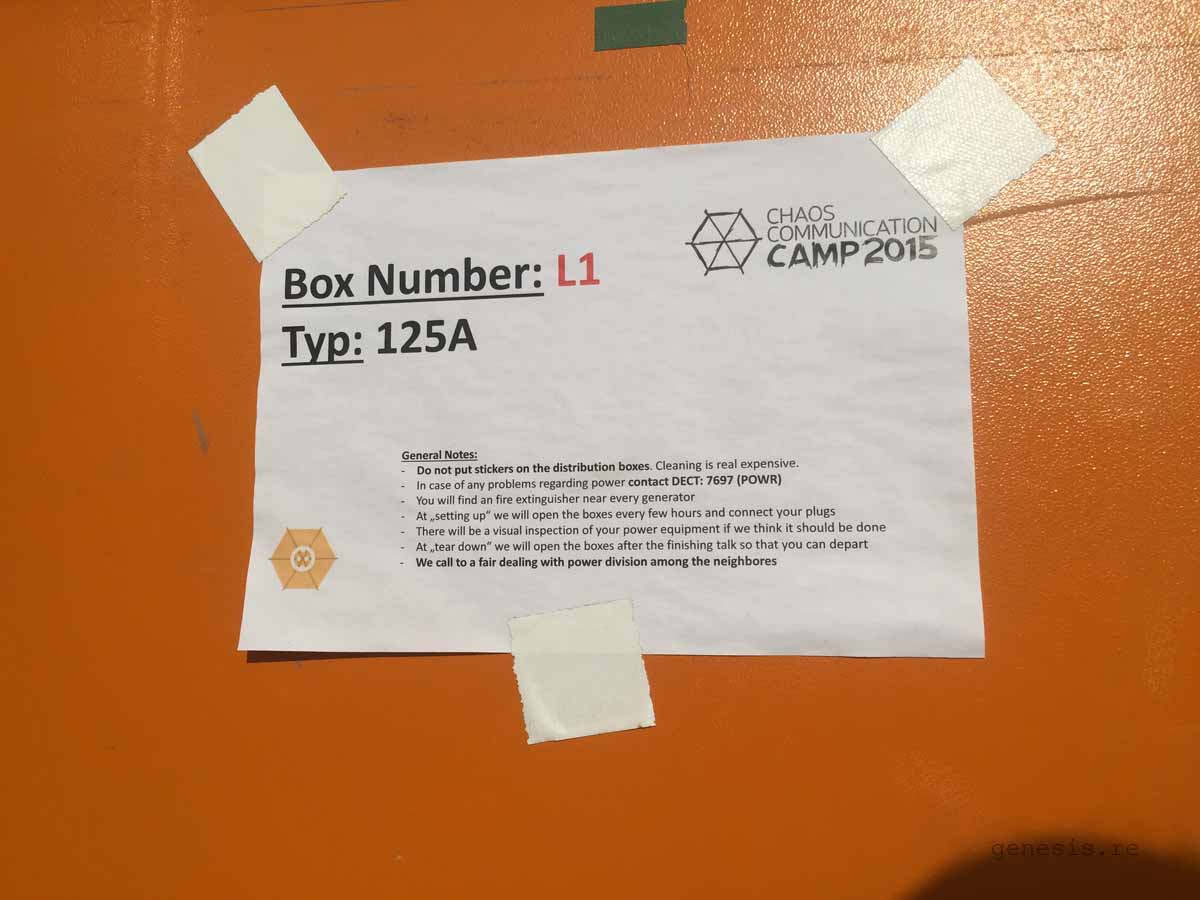 CHAOS
COMMUNICATION
CAMP 2015
Box Number: L1
Typ: 125A
General Notes:
- Do not put stickers on the distribution boxes. Cleaning is real expensive.
- In case of any problems regarding power contact DECT: 7697 (POWR)
- You will find an fire extinguisher near every generator
- At „setting up“ we will open the boxes every few hours and connect your plugs
- There will be a visual inspection of your power equipment if we think it should be done
- At „tear down“ we will open the boxes after the finishing talk so that you can depart
- We call to a fair dealing with power division among the neighbores
genesis.re